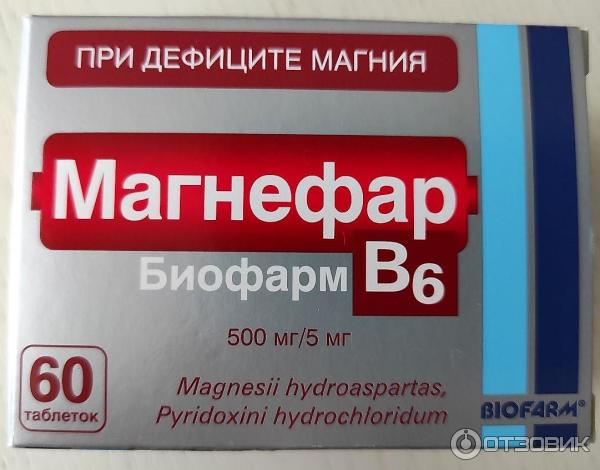 ПРИ ДЕФИЦИТЕ МАГНИЯ
Магнефар
Биофарм B6
500 мг/5 мг
60
таблеток
Magnesii hydroaspartas,
Pyridoxini hydrochloridum
BIOFARM®
ОТЗОВИК